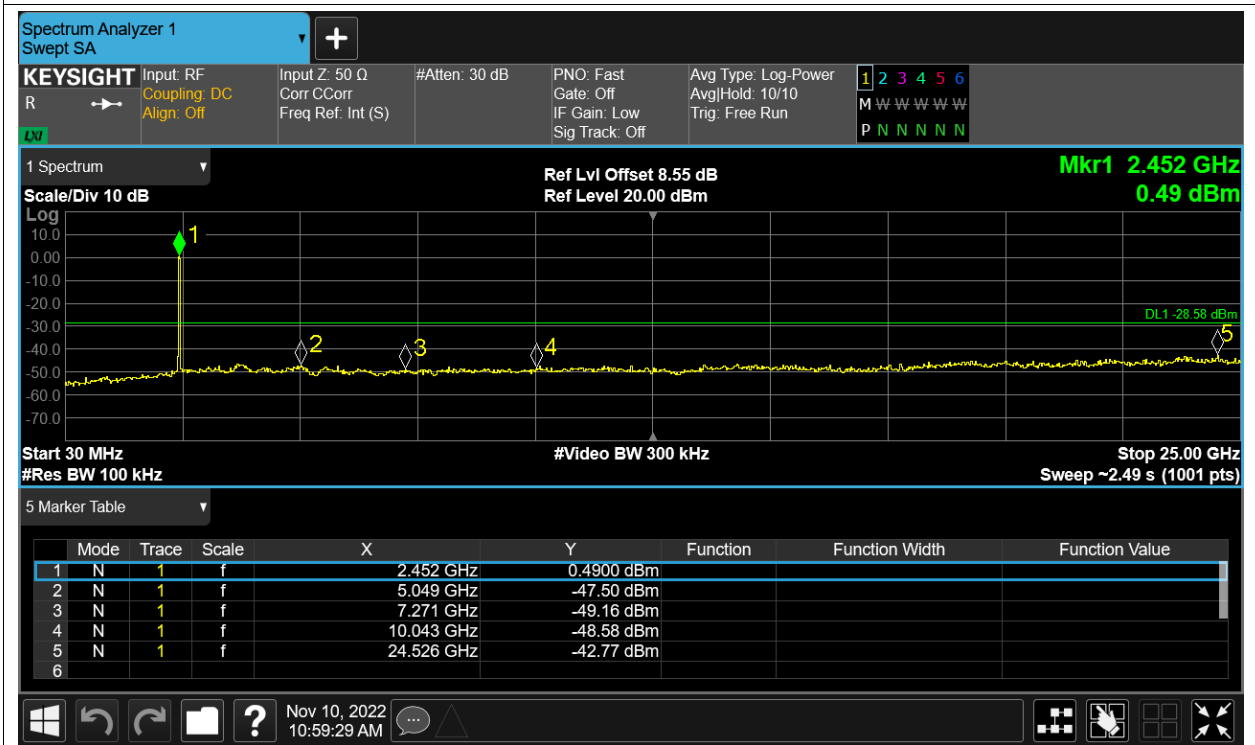 Spectrum Analyzer 1
Swept SA
+
KEYSIGHT
R
LXI
Input: RF
Coupling: DC
Align: Off
Input Z: 50 Ω
Corr CCorr
Freq Ref: Int (S)
#Atten: 30 dB
PNO: Fast
Gate: Off
IF Gain: Low
Sig Track: Off
Avg Type: Log-Power
Avg|Hold: 10/10
Trig: Free Run
1 2 3 4 5 6
M W W W W W
P N N N N N
1 Spectrum
Scale/Div 10 dB
Ref Lvl Offset 8.55 dB
Ref Level 20.00 dBm
Mkr1 2.452 GHz
0.49 dBm
Log
10.0
0.00
-10.0
-20.0
-30.0
-40.0
-50.0
-60.0
-70.0
1
2
3
4
5
DL1 -28.58 dBm
Start 30 MHz
#Video BW 300 kHz
Stop 25.00 GHz
#Res BW 100 kHz
Sweep ~2.49 s (1001 pts)
5 Marker Table
Mode Trace Scale X Y Function Function Width Function Value
1 N 1 f 2.452 GHz 0.4900 dBm
2 N 1 f 5.049 GHz -47.50 dBm
3 N 1 f 7.271 GHz -49.16 dBm
4 N 1 f 10.043 GHz -48.58 dBm
5 N 1 f 24.526 GHz -42.77 dBm
6
?
Nov 10, 2022
10:59:29 AM